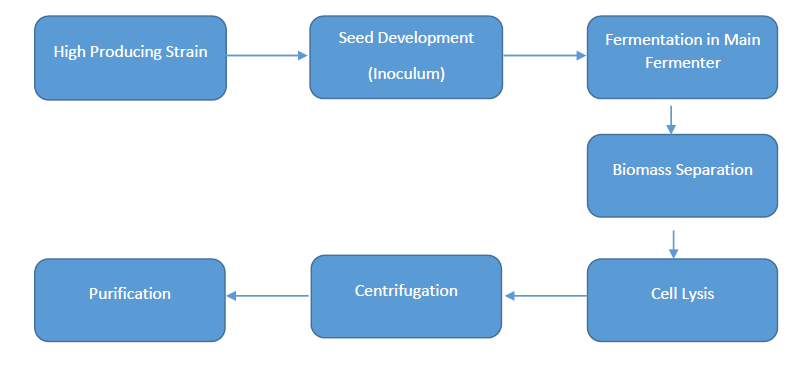 High Producing Strain
Seed Development
(Inoculum)
Fermentation in Main
Fermenter
Biomass Separation
Cell Lysis
Centrifugation
Purification